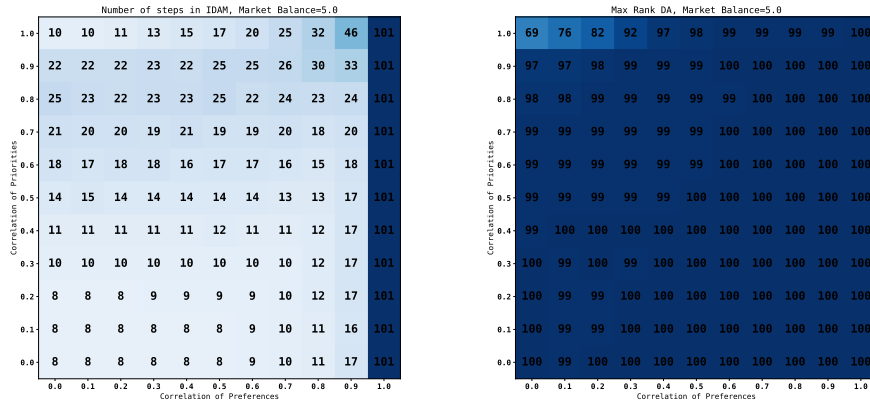 Number of steps in IDAM, Market Balance=5.0
Correlation of Priorities
1.0 10 10 11 13 15 17 20 25 32 46 101
0.9 22 22 22 23 22 25 25 26 30 33 101
0.8 25 23 22 23 23 25 22 24 23 24 101
0.7 21 20 20 19 21 19 19 20 18 20 101
0.6 18 17 18 18 16 17 17 16 15 18 101
0.5 14 15 14 14 14 14 14 13 13 17 101
0.4 11 11 11 11 11 12 11 11 12 17 101
0.3 10 10 10 10 10 10 10 10 12 17 101
0.2 8 8 8 9 9 9 9 10 12 17 101
0.1 8 8 8 8 8 8 9 10 11 16 101
0.0 8 8 8 8 8 8 9 10 11 17 101
0.0 0.1 0.2 0.3 0.4 0.5 0.6 0.7 0.8 0.9 1.0
Correlation of Preferences
Max Rank DA, Market Balance=5.0
Correlation of Priorities
1.0 69 76 82 92 97 98 99 99 99 99 100
0.9 97 97 98 99 99 99 100 100 100 100 100
0.8 98 98 99 99 99 99 99 99 100 100 100
0.7 99 99 99 99 99 99 100 100 100 100 100
0.6 99 99 99 99 99 99 100 100 100 100 100
0.5 99 99 99 99 99 100 100 100 100 100 100
0.4 99 100 100 100 100 100 100 100 100 100 100
0.3 100 99 100 99 100 100 100 100 100 100 100
0.2 100 99 99 100 100 100 100 100 100 100 100
0.1 100 99 99 100 100 100 100 100 100 100 100
0.0 100 99 100 100 100 100 100 100 100 100 100
0.0 0.1 0.2 0.3 0.4 0.5 0.6 0.7 0.8 0.9 1.0
Correlation of Preferences